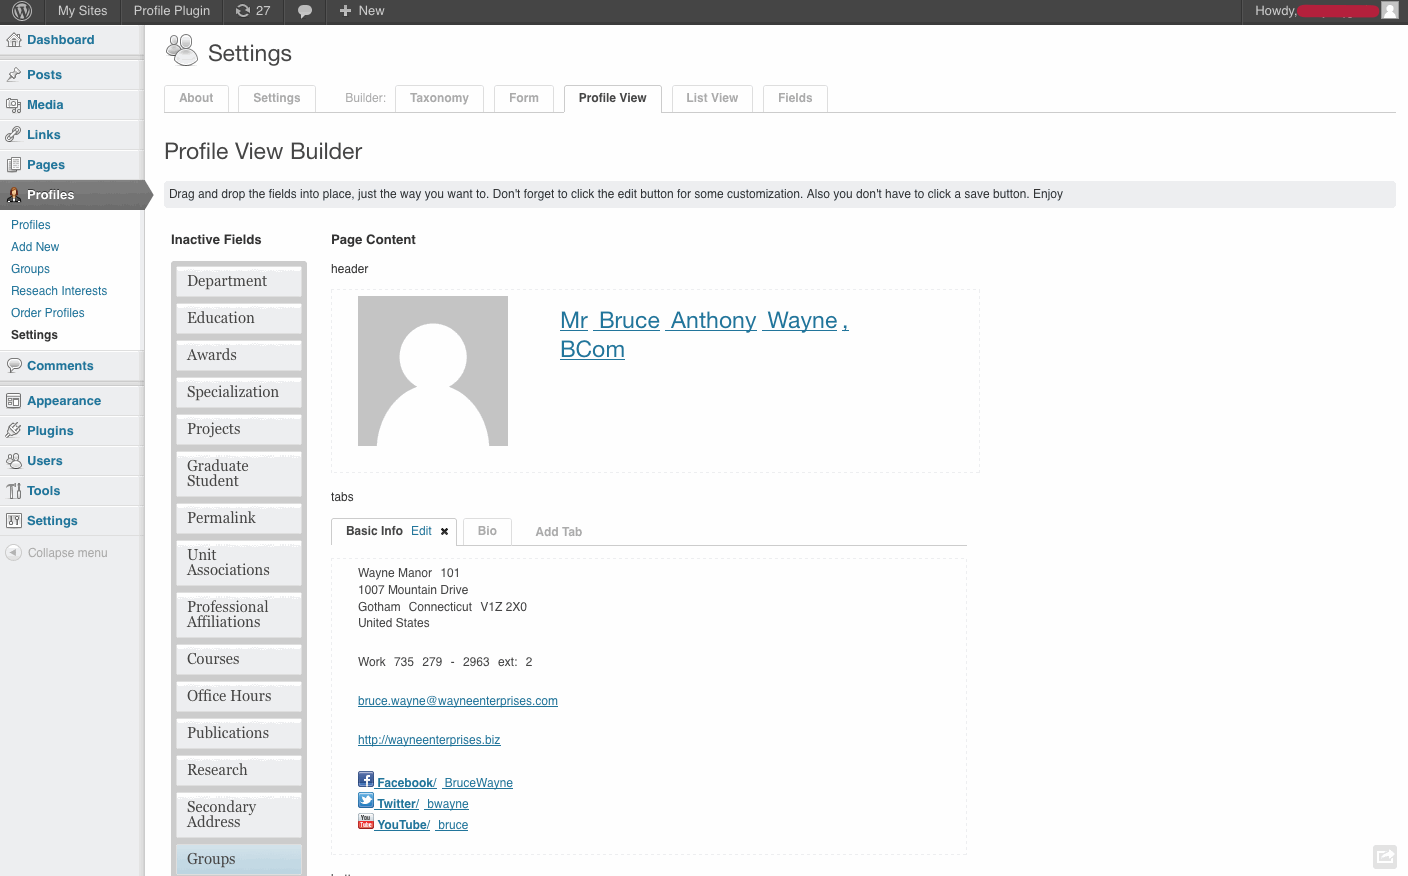 My Sites Profile Plugin 27 New Howdy,
Dashboard
Posts
Media
Links
Pages
Profiles
Profiles
Add New
Groups
Reseach Interests
Order Profiles
Settings
Comments
Appearance
Plugins
Users
Tools
Settings
Collapse menu
Settings
About Settings Builder: Taxonomy Form Profile View List View Fields
Profile View Builder
Drag and drop the fields into place, just the way you want to. Don't forget to click the edit button for some customization. Also you don't have to click a save button. Enjoy
Inactive Fields
Department
Education
Awards
Specialization
Projects
Graduate
Student
Permalink
Unit
Associations
Professional
Affiliations
Courses
Office Hours
Publications
Research
Secondary
Address
Groups
Page Content
header
Mr Bruce Anthony Wayne ,
BCom
tabs
Basic Info Edit Bio Add Tab
Wayne Manor 101
1007 Mountain Drive
Gotham Connecticut V1Z 2X0
United States
Work 735 279 - 2963 ext: 2
bruce.wayne@wayneenterprises.com
http://wayneenterprises.biz
Facebook/ BruceWayne
Twitter/ bwayne
You Tube YouTube/ bruce